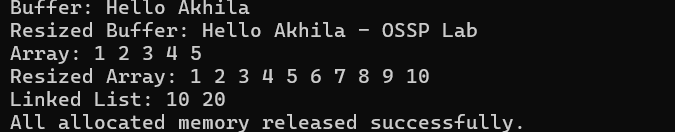 Buffer: Hello Akhila
Resized Buffer: Hello Akhila - OSSP Lab
Array: 1 2 3 4 5
Resized Array: 1 2 3 4 5 6 7 8 9 10
Linked List: 10 20
All allocated memory released successfully.